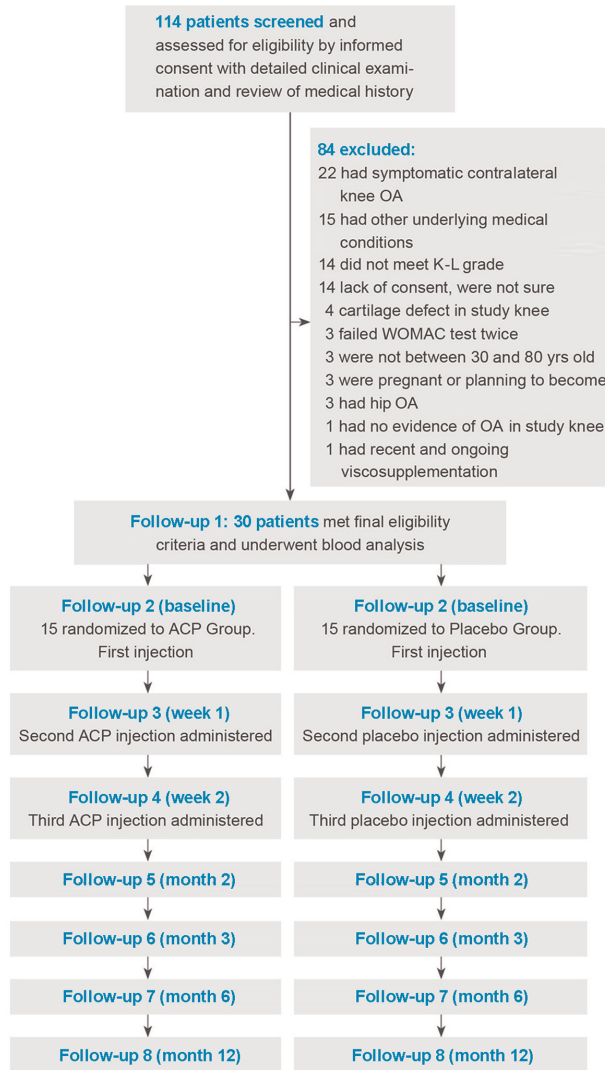 114 patients screened and
assessed for eligibility by informed
consent with detailed clinical exami-
nation and review of medical history
84 excluded:
22 had symptomatic contralateral
knee OA
15 had other underlying medical
conditions
14 did not meet K-L grade
14 lack of consent, were not sure
4 cartilage defect in study knee
3 failed WOMAC test twice
3 were not between 30 and 80 yrs old
3 were pregnant or planning to become
3 had hip OA
1 had no evidence of OA in study knee
1 had recent and ongoing
viscosupplementation
Follow-up 1: 30 patients met final eligibility
criteria and underwent blood analysis
Follow-up 2 (baseline)
15 randomized to ACP Group.
First injection
Follow-up 2 (baseline)
15 randomized to Placebo Group.
First injection
Follow-up 3 (week 1)
Second ACP injection administered
Follow-up 3 (week 1)
Second placebo injection administered
Follow-up 4 (week 2)
Third ACP injection administered
Follow-up 4 (week 2)
Third placebo injection administered
Follow-up 5 (month 2)
Follow-up 5 (month 2)
Follow-up 6 (month 3)
Follow-up 6 (month 3)
Follow-up 7 (month 6)
Follow-up 7 (month 6)
Follow-up 8 (month 12)
Follow-up 8 (month 12)